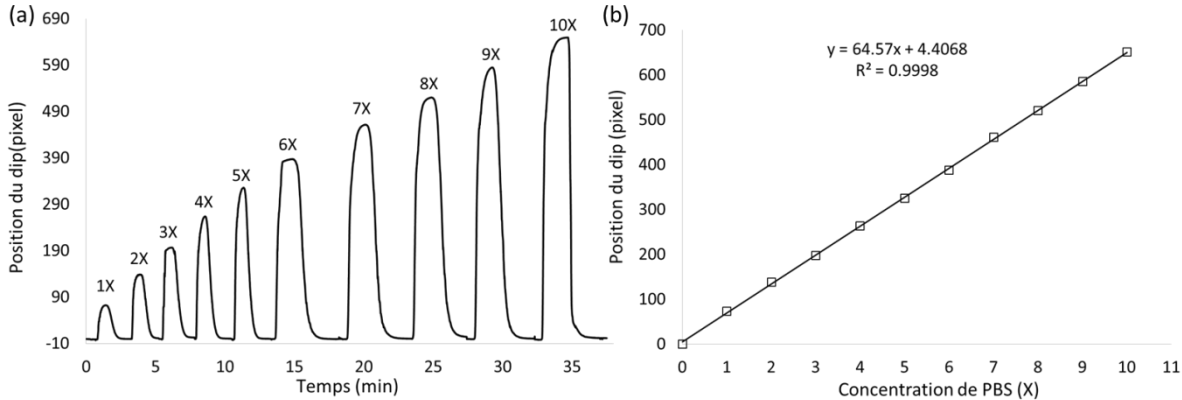 (a)
690
590
490
390
290
190
90
-10
Position du dip(pixel)
1X
2X
3X
4X
5X
6X
7X
8X
9X
10X
0 5 10 15 20 25 30 35
Temps (min)
(b)
700
600
500
400
300
200
100
0
Position du dip (pixel)
y = 64.57x + 4.4068
R² = 0.9998
0 1 2 3 4 5 6 7 8 9 10 11
Concentration de PBS (X)